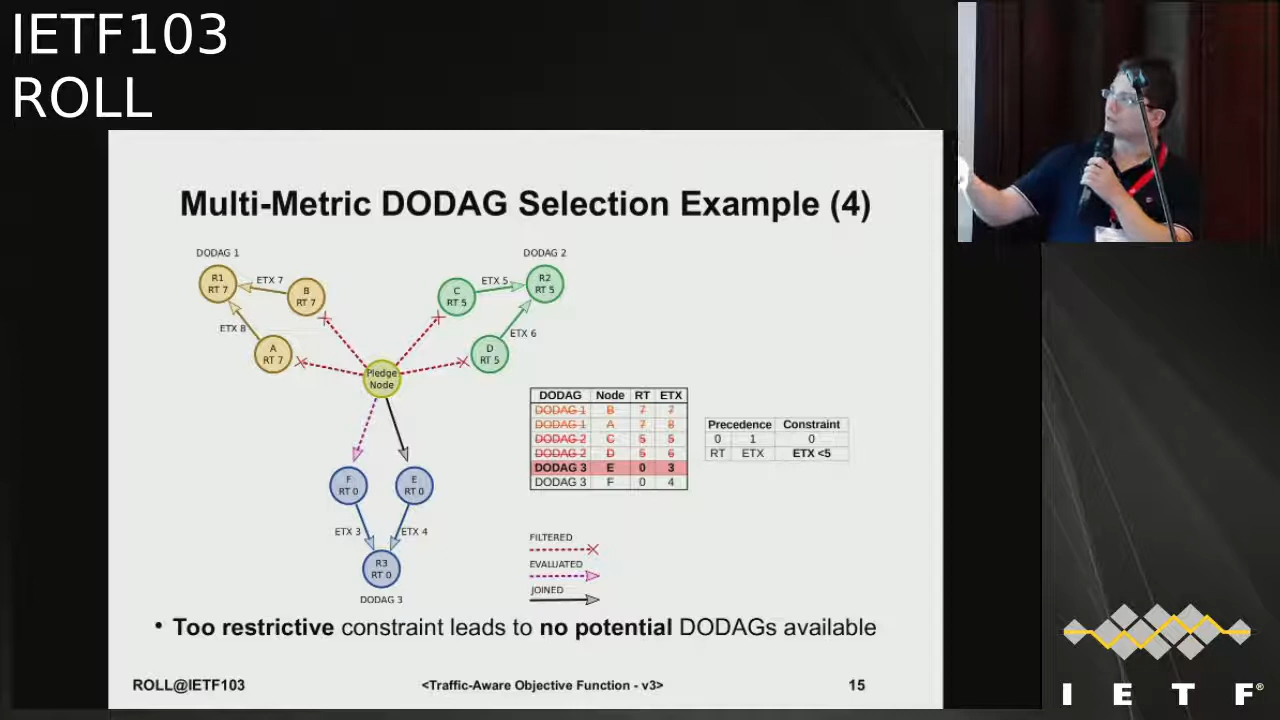 IETF103
ROLL
Multi-Metric DODAG Selection Example (4)
DODAG 1
DODAG 2
R1
RT 7
ETX 7
B
RT 7
C
RT 5
ETX 5
R2
RT 5
ETX 8
A
RT 7
D
RT 5
ETX 6
Pledge
Node
DODAG Node RT ETX
DODAG 1 B 7 7
DODAG 1 A 7 8
DODAG 2 C 5 5
DODAG 2 D 5 6
DODAG 3 E 0 3
DODAG 3 F 0 4
Precedence Constraint
0 1 0
RT ETX ETX <5
F
RT 0
E
RT 0
ETX 3
ETX 4
R3
RT 0
DODAG 3
FILTERED
EVALUATED
JOINED
• Too restrictive constraint leads to no potential DODAGs available
ROLL@IETF103 <Traffic-Aware Objective Function - v3> 15
I E T F®